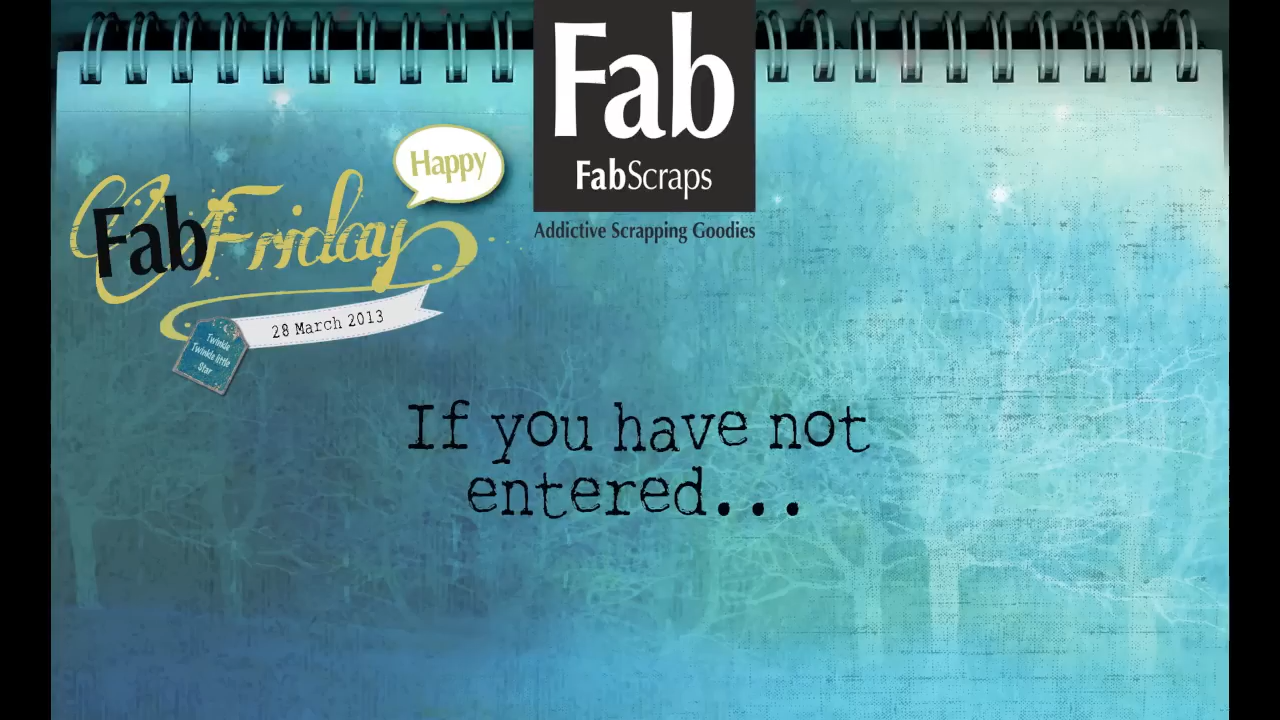 Fab
FabScraps
Addictive Scrapping Goodies
Happy
Fab Friday
28 March 2013
Twinkle
Twinkle little
Star
If you have not
entered...